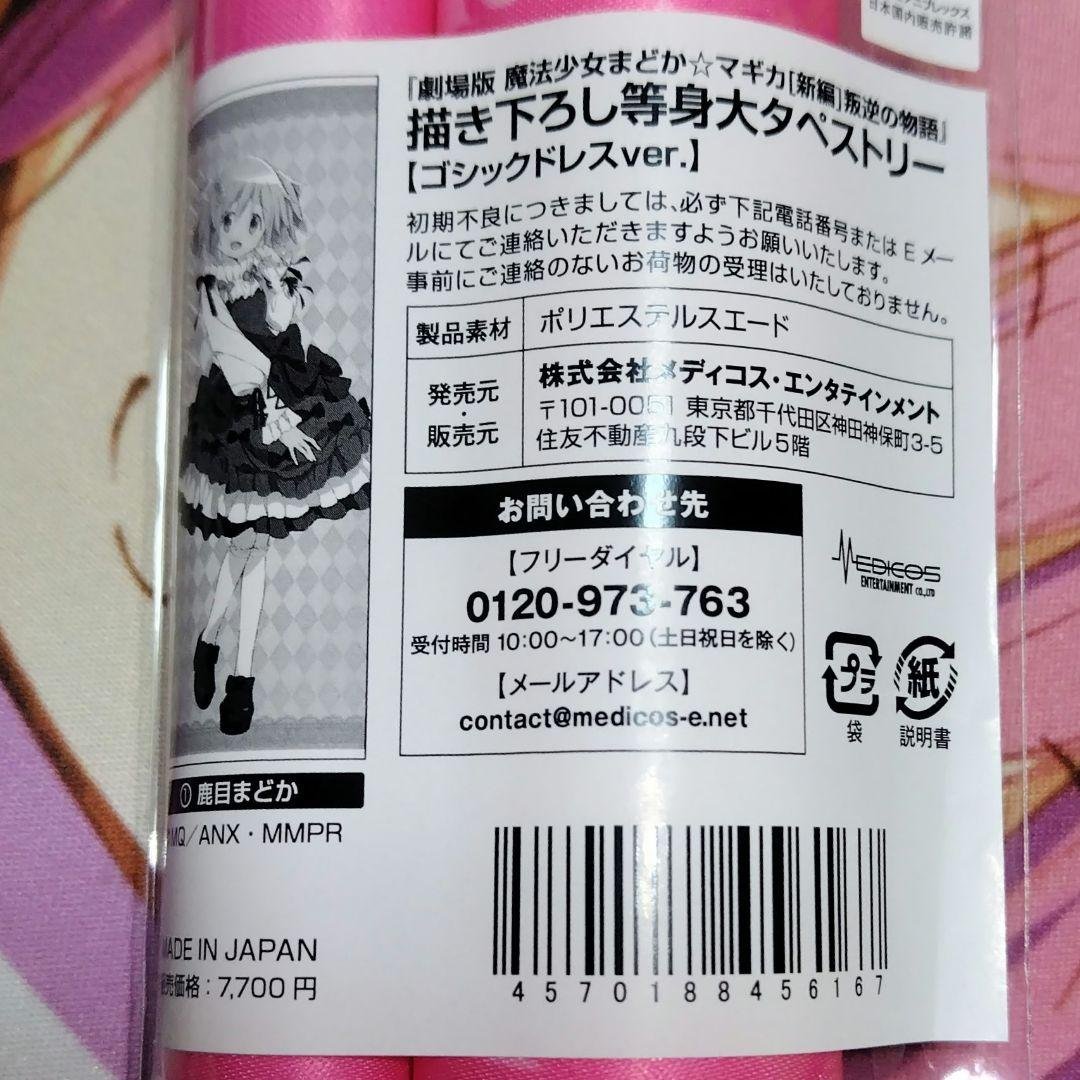 アニプレックス
日本国内販売許諾
『劇場版 魔法少女まどか☆マギカ[新編]叛逆の物語』
描き下ろし等身大タペストリー
【ゴシックドレスver.】
初期不良につきましては、必ず下記電話番号または E メー
ルにてご連絡いただきますようお願いいたします。
事前にご連絡のないお荷物の受理はいたしておりません。
製品素材 ポリエステルスエード
発売元・販売元 株式会社メディコス・エンタテインメント
〒101-0051 東京都千代田区神田神保町3-5
住友不動産九段下ビル5階
お問い合わせ先
【フリーダイヤル】
0120-973-763
受付時間 10:00～17:00(土日祝日を除く)
【メールアドレス】
contact@medicos-e.net
MEDICOS
ENTERTAINMENT CO.,LTD
プラ
袋
紙
説明書
① 鹿目まどか
MQ/ANX・MMPR
MADE IN JAPAN
売価格：7,700円
4570188456167